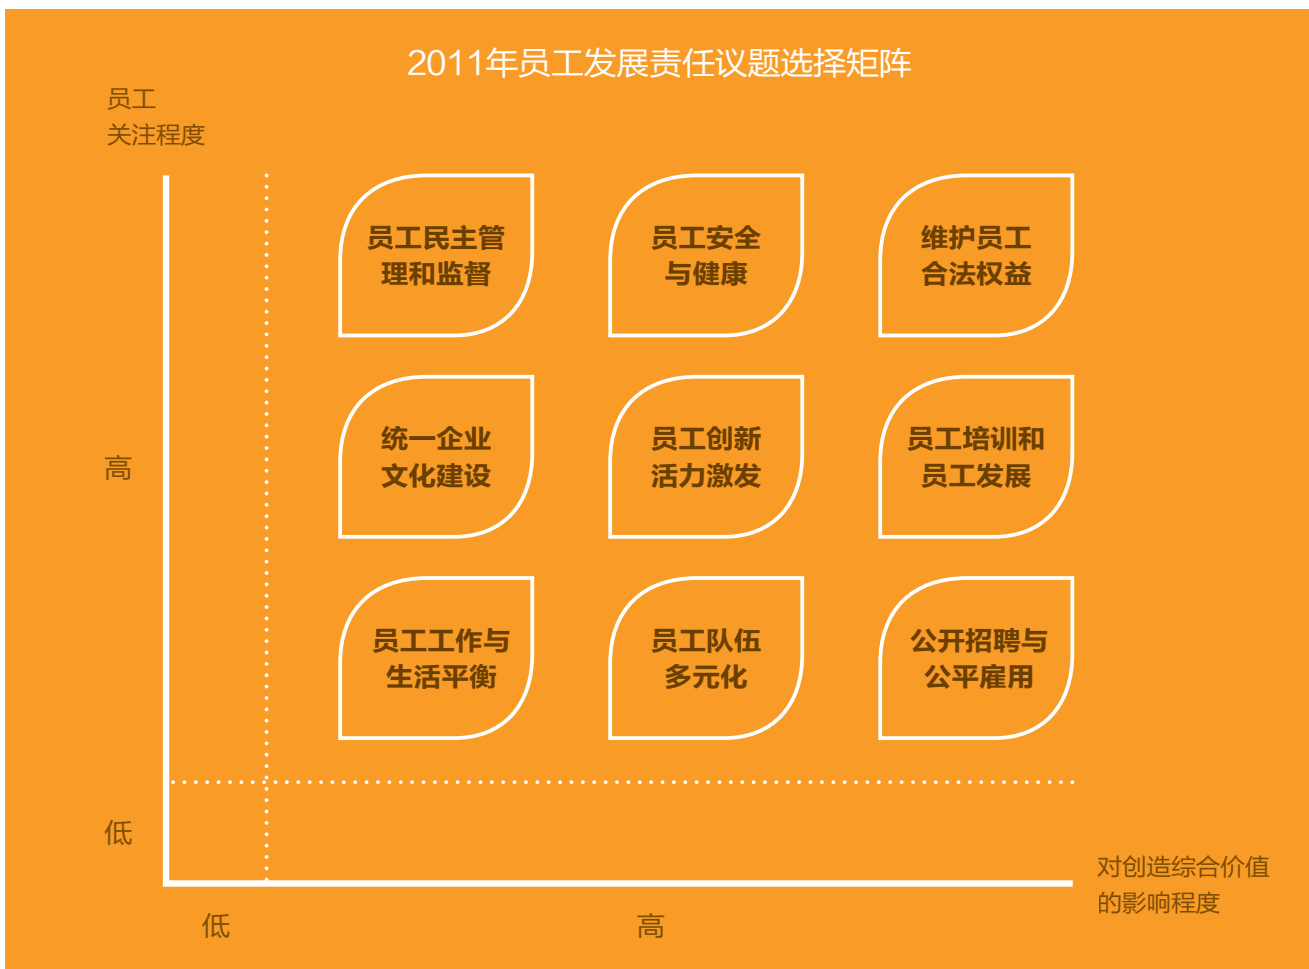 2011年员工发展责任议题选择矩阵
员工
关注程度
员工民主管
理和监督
员工安全
与健康
维护员工
合法权益
高
统一企业
文化建设
员工创新
活力激发
员工培训和
员工发展
员工工作与
生活平衡
员工队伍
多元化
公开招聘与
公平雇用
低
对创造综合价值
的影响程度
低
高